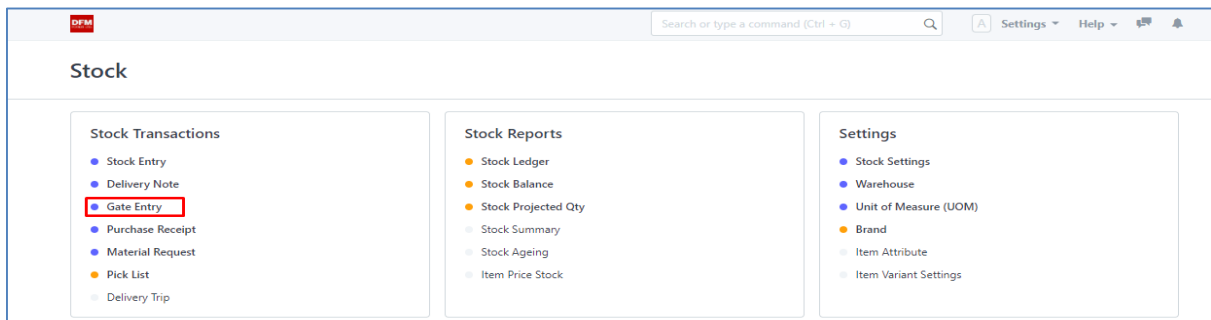 DFM
Search or type a command (Ctrl + G)
A Settings Help
Stock
Stock Transactions
Stock Entry
Delivery Note
Gate Entry
Purchase Receipt
Material Request
Pick List
Delivery Trip
Stock Reports
Stock Ledger
Stock Balance
Stock Projected Qty
Stock Summary
Stock Ageing
Item Price Stock
Settings
Stock Settings
Warehouse
Unit of Measure (UOM)
Brand
Item Attribute
Item Variant Settings